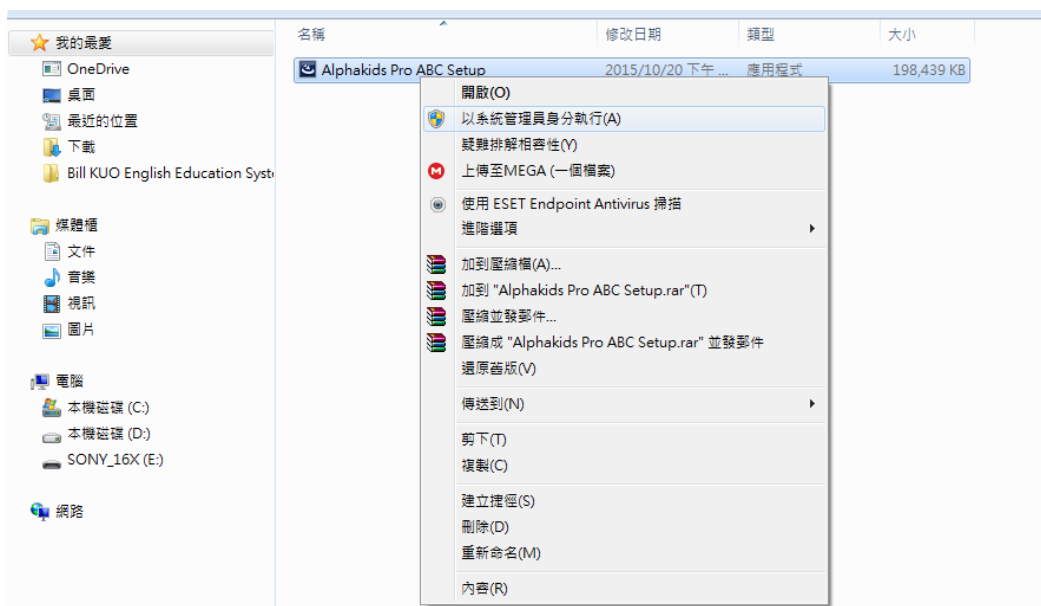 我的最愛
OneDrive
桌面
最近的位置
下載
Bill KUO English Education Syst
媒體櫃
文件
音樂
視訊
圖片
電腦
本機磁碟 (C:)
本機磁碟 (D:)
SONY_16X (E:)
網路
名稱 修改日期 類型 大小
Alphakids Pro ABC Setup 2015/10/20 下午 ... 應用程式 198,439 KB
開啟(O)
以系統管理員身分執行(A)
疑難排解相容性(Y)
上傳至MEGA (一個檔案)
使用 ESET Endpoint Antivirus 掃描
進階選項
加到壓縮檔(A)...
加到 "Alphakids Pro ABC Setup.rar"(T)
壓縮並發郵件...
壓縮成 "Alphakids Pro ABC Setup.rar" 並發郵件
還原舊版(V)
傳送到(N)
剪下(T)
複製(C)
建立捷徑(S)
刪除(D)
重新命名(M)
內容(R)